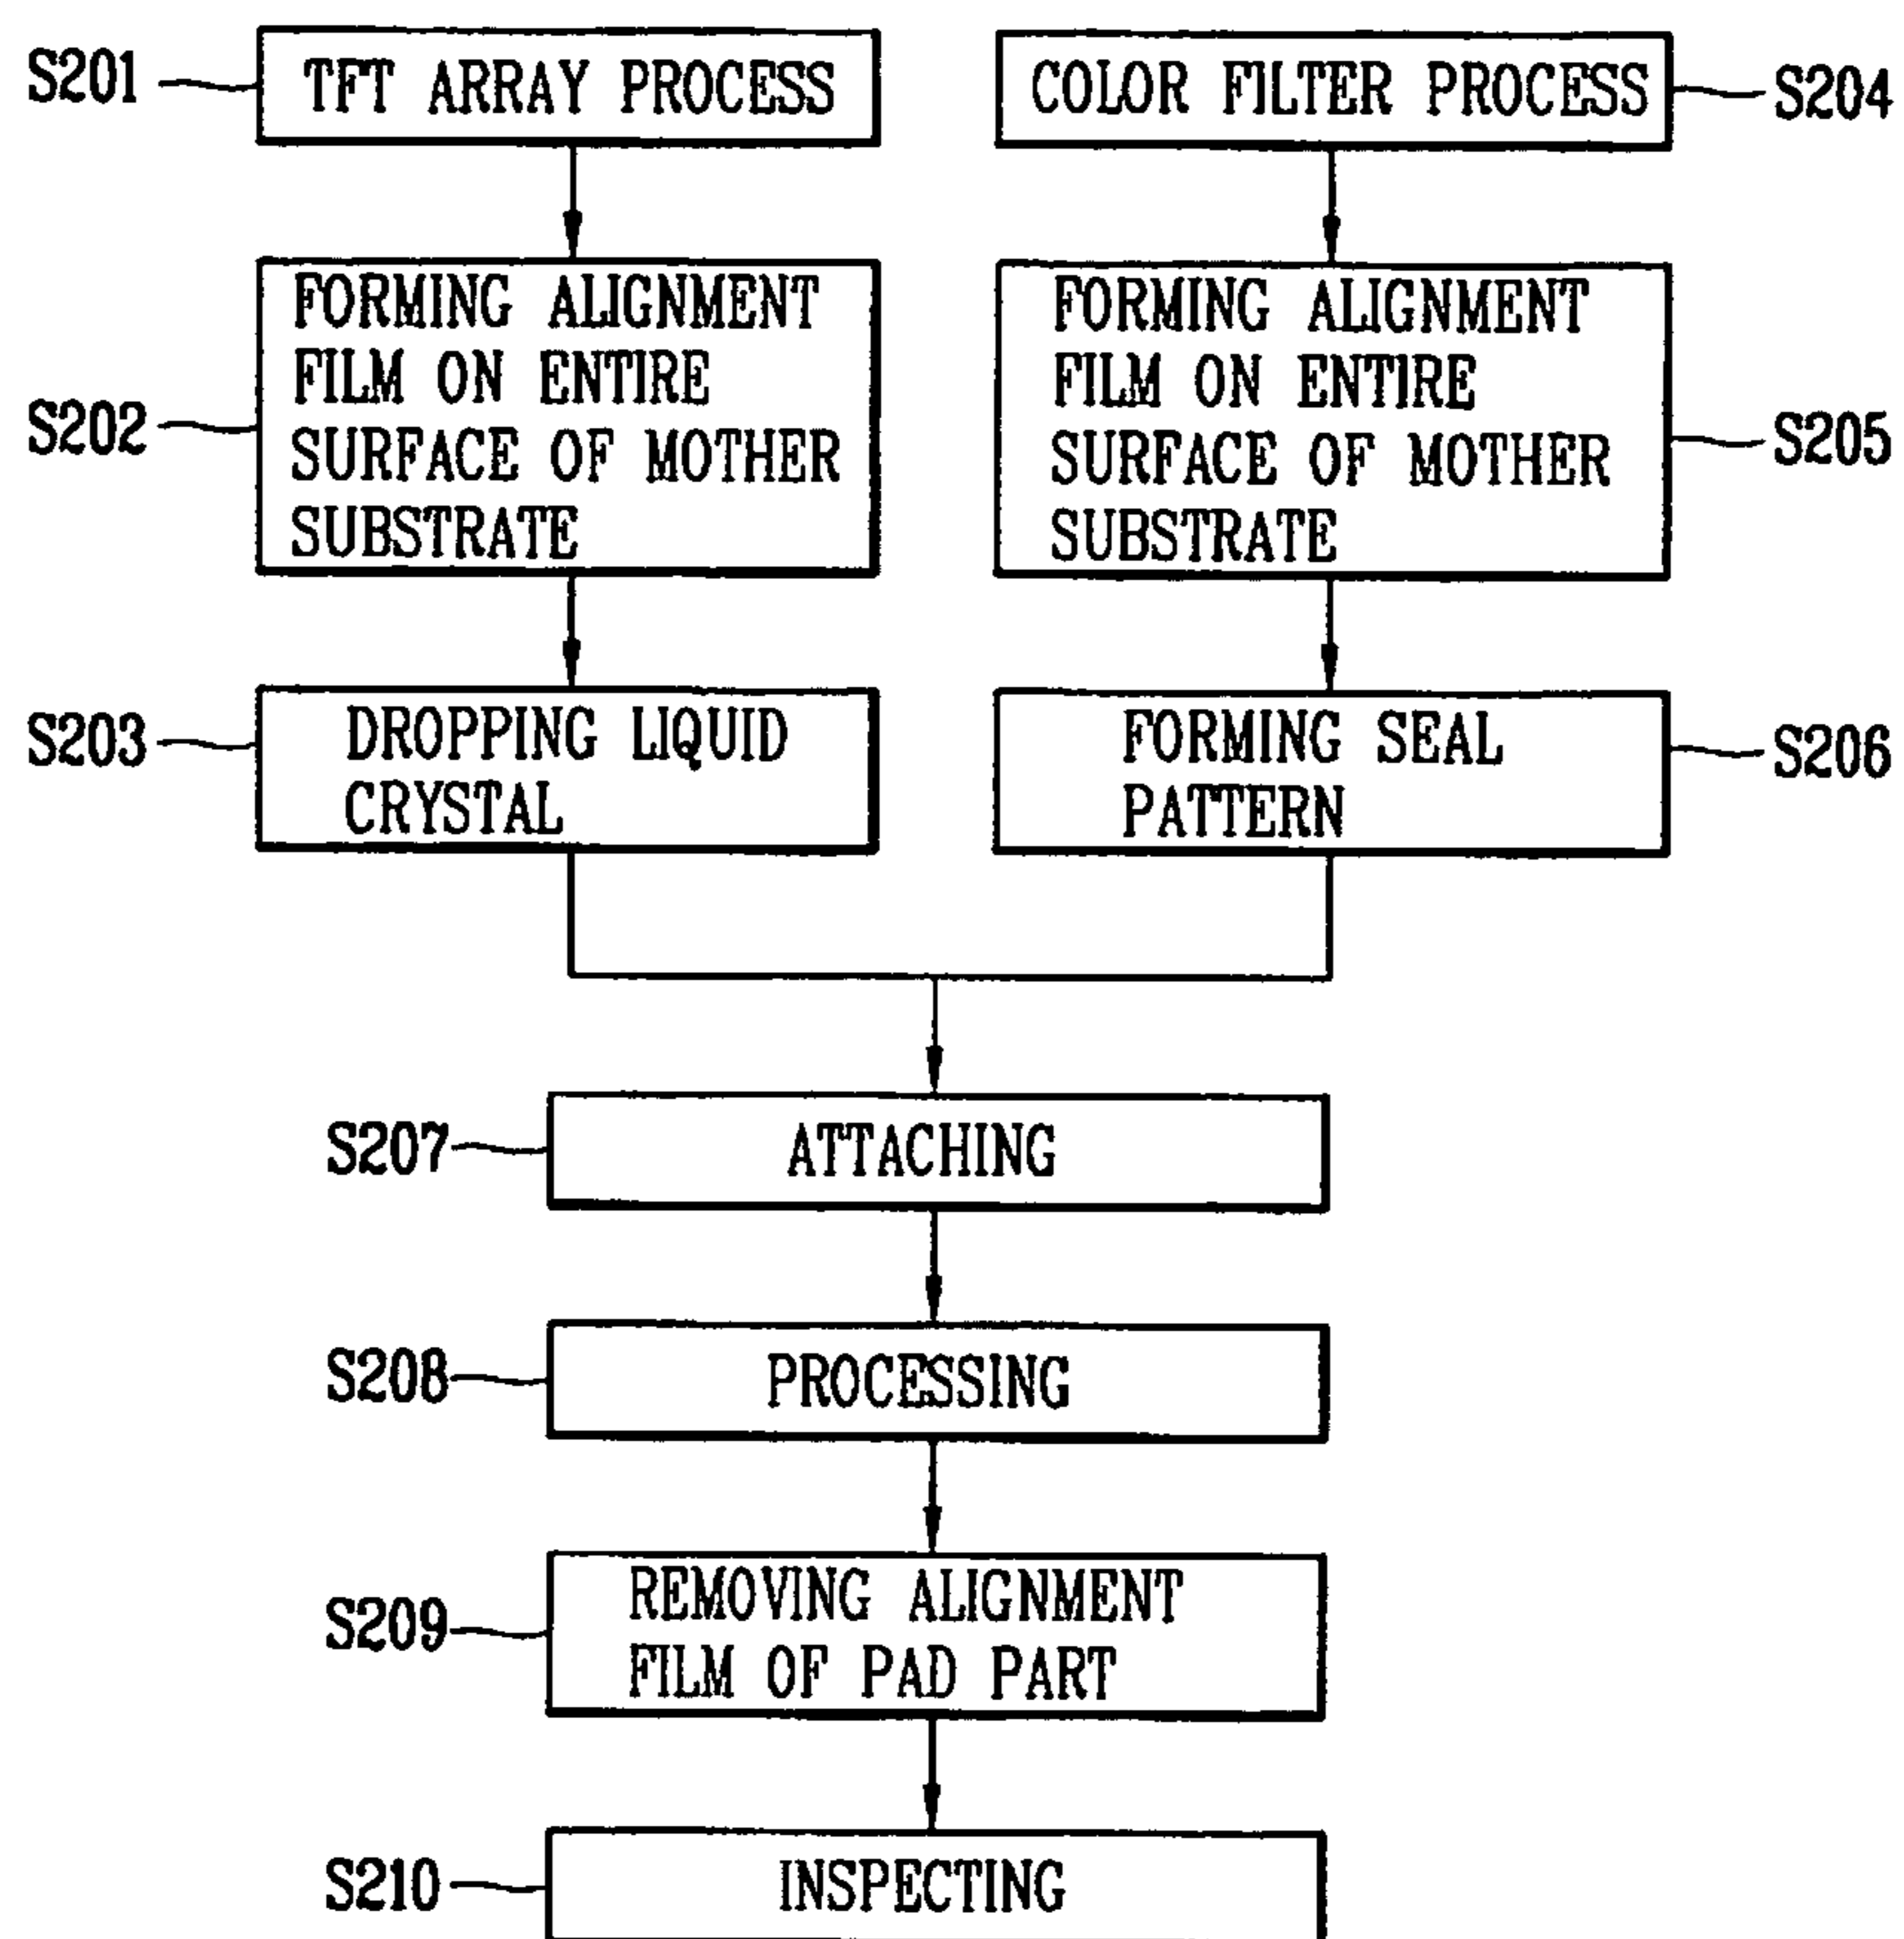 S201
TFT ARRAY PROCESS
COLOR FILTER PROCESS
S204
S202
FORMING ALIGNMENT
FILM ON ENTIRE
SURFACE OF MOTHER
SUBSTRATE
FORMING ALIGNMENT
FILM ON ENTIRE
SURFACE OF MOTHER
SUBSTRATE
S205
S203
DROPPING LIQUID
CRYSTAL
FORMING SEAL
PATTERN
S206
S207
ATTACHING
S208
PROCESSING
S209
REMOVING ALIGNMENT
FILM OF PAD PART
S210
INSPECTING